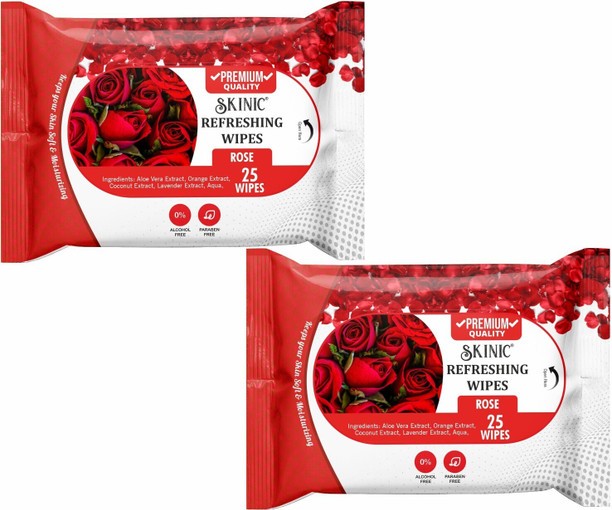 PREMIUM
QUALITY
SKINIC®
REFRESHING
WIPES
Open Here
ROSE
25
WIPES
Ingredients: Aloe Vera Extract, Orange Extract,
Coconut Extract, Lavender Extract, Aqua,
0%
ALCOHOL
FREE
PARABEN
FREE
Keeps your Skin Soft & Moisturizing
PREMIUM
QUALITY
SKINIC®
REFRESHING
WIPES
Open Here
ROSE
25
WIPES
Ingredients: Aloe Vera Extract, Orange Extract,
Coconut Extract, Lavender Extract, Aqua,
0%
ALCOHOL
FREE
PARABEN
FREE
Keeps your Skin Soft & Moisturizing